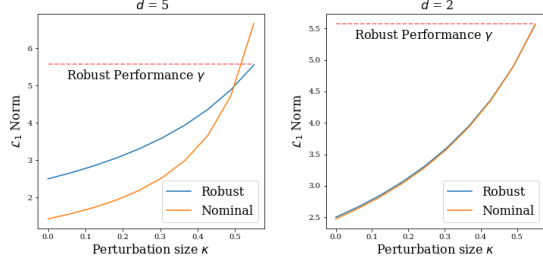 d = 5
6
5
4
3
2
ℒ₁ Norm
Robust Performance γ
Robust
Nominal
0.0 0.1 0.2 0.3 0.4 0.5
Perturbation size κ
d = 2
5.5
5.0
4.5
4.0
3.5
3.0
2.5
ℒ₁ Norm
Robust Performance γ
Robust
Nominal
0.0 0.1 0.2 0.3 0.4 0.5
Perturbation size κ